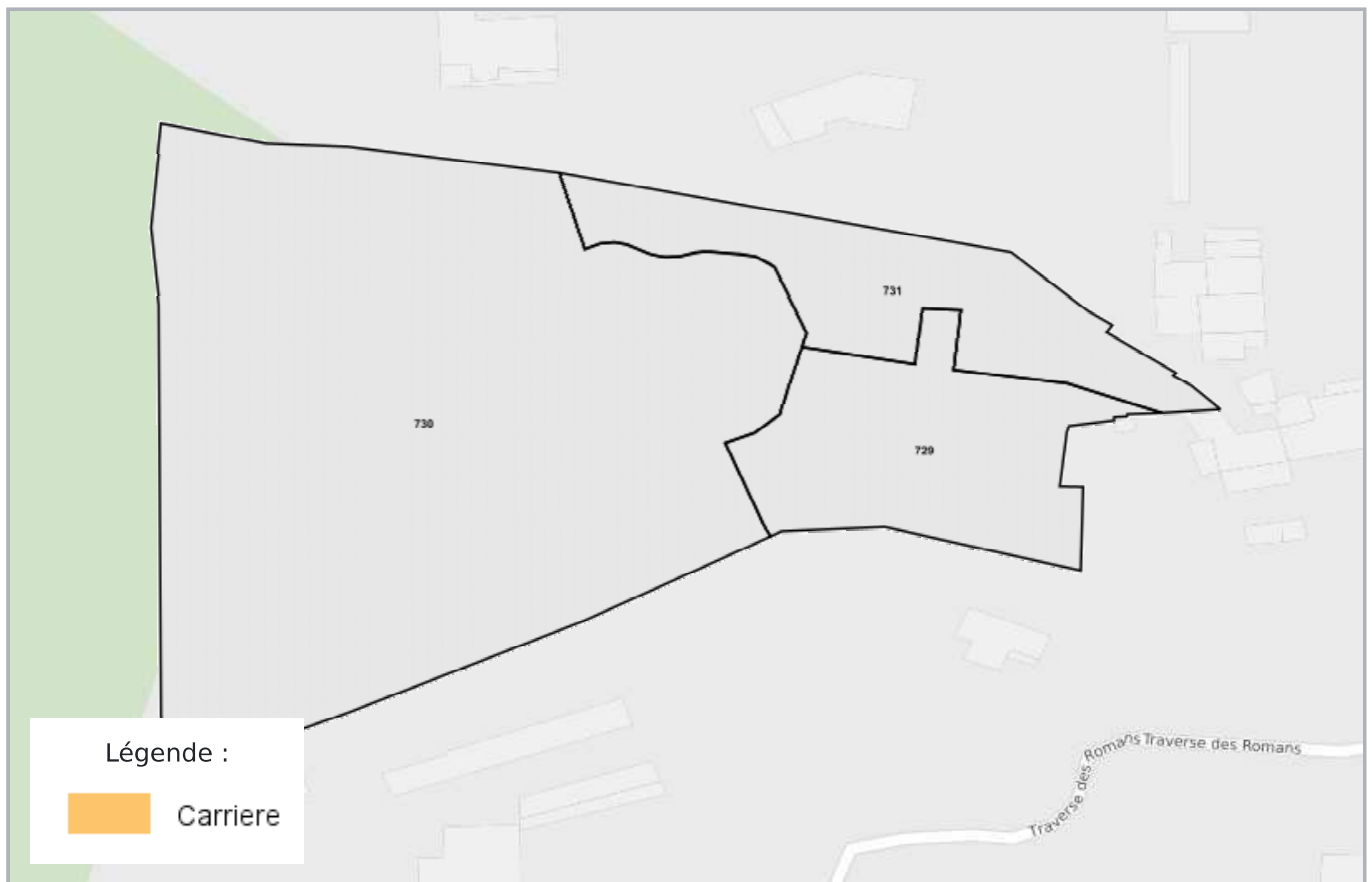 731
730
729
Traverse des Romans
Traverse des Romans
Légende :
Carriere